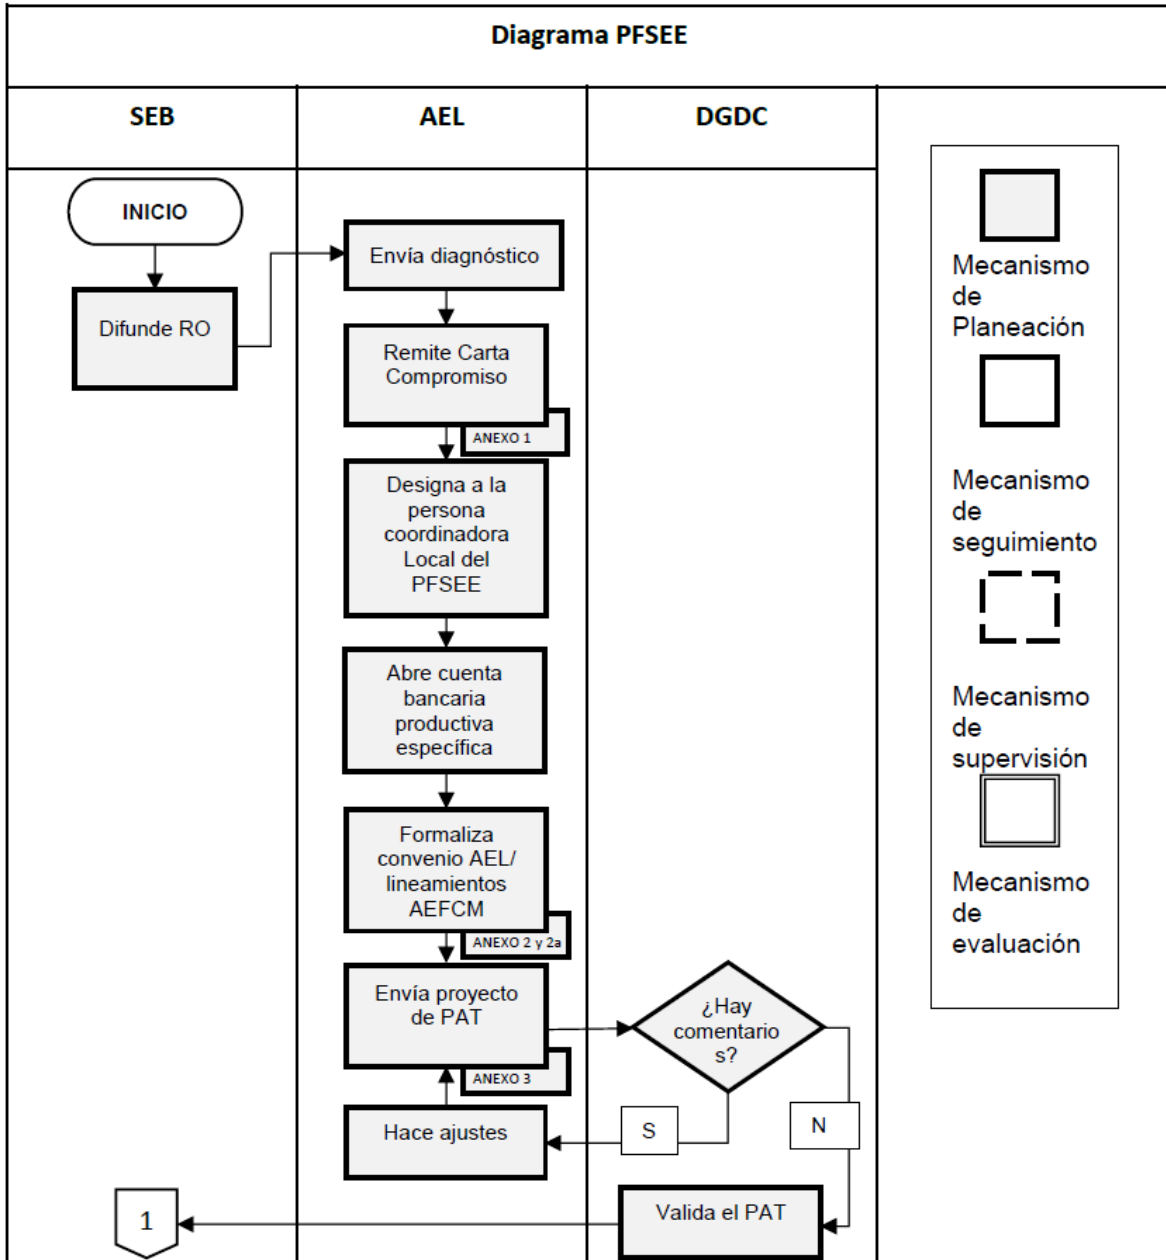 Diagrama PFSEE
SEB
AEL
DGDC
INICIO
Difunde RO
Envía diagnóstico
Remite Carta
Compromiso
ANEXO 1
Designa a la
persona
coordinadora
Local del
PFSEE
Abre cuenta
bancaria
productiva
específica
Formaliza
convenio AEL/
lineamientos
AEFCM
ANEXO 2 y 2a
Envía proyecto
de PAT
ANEXO 3
¿Hay
comentario
s?
Hace ajustes
S
N
Valida el PAT
1
Mecanismo
de
Planeación
Mecanismo
de
seguimiento
Mecanismo
de
supervisión
Mecanismo
de
evaluación